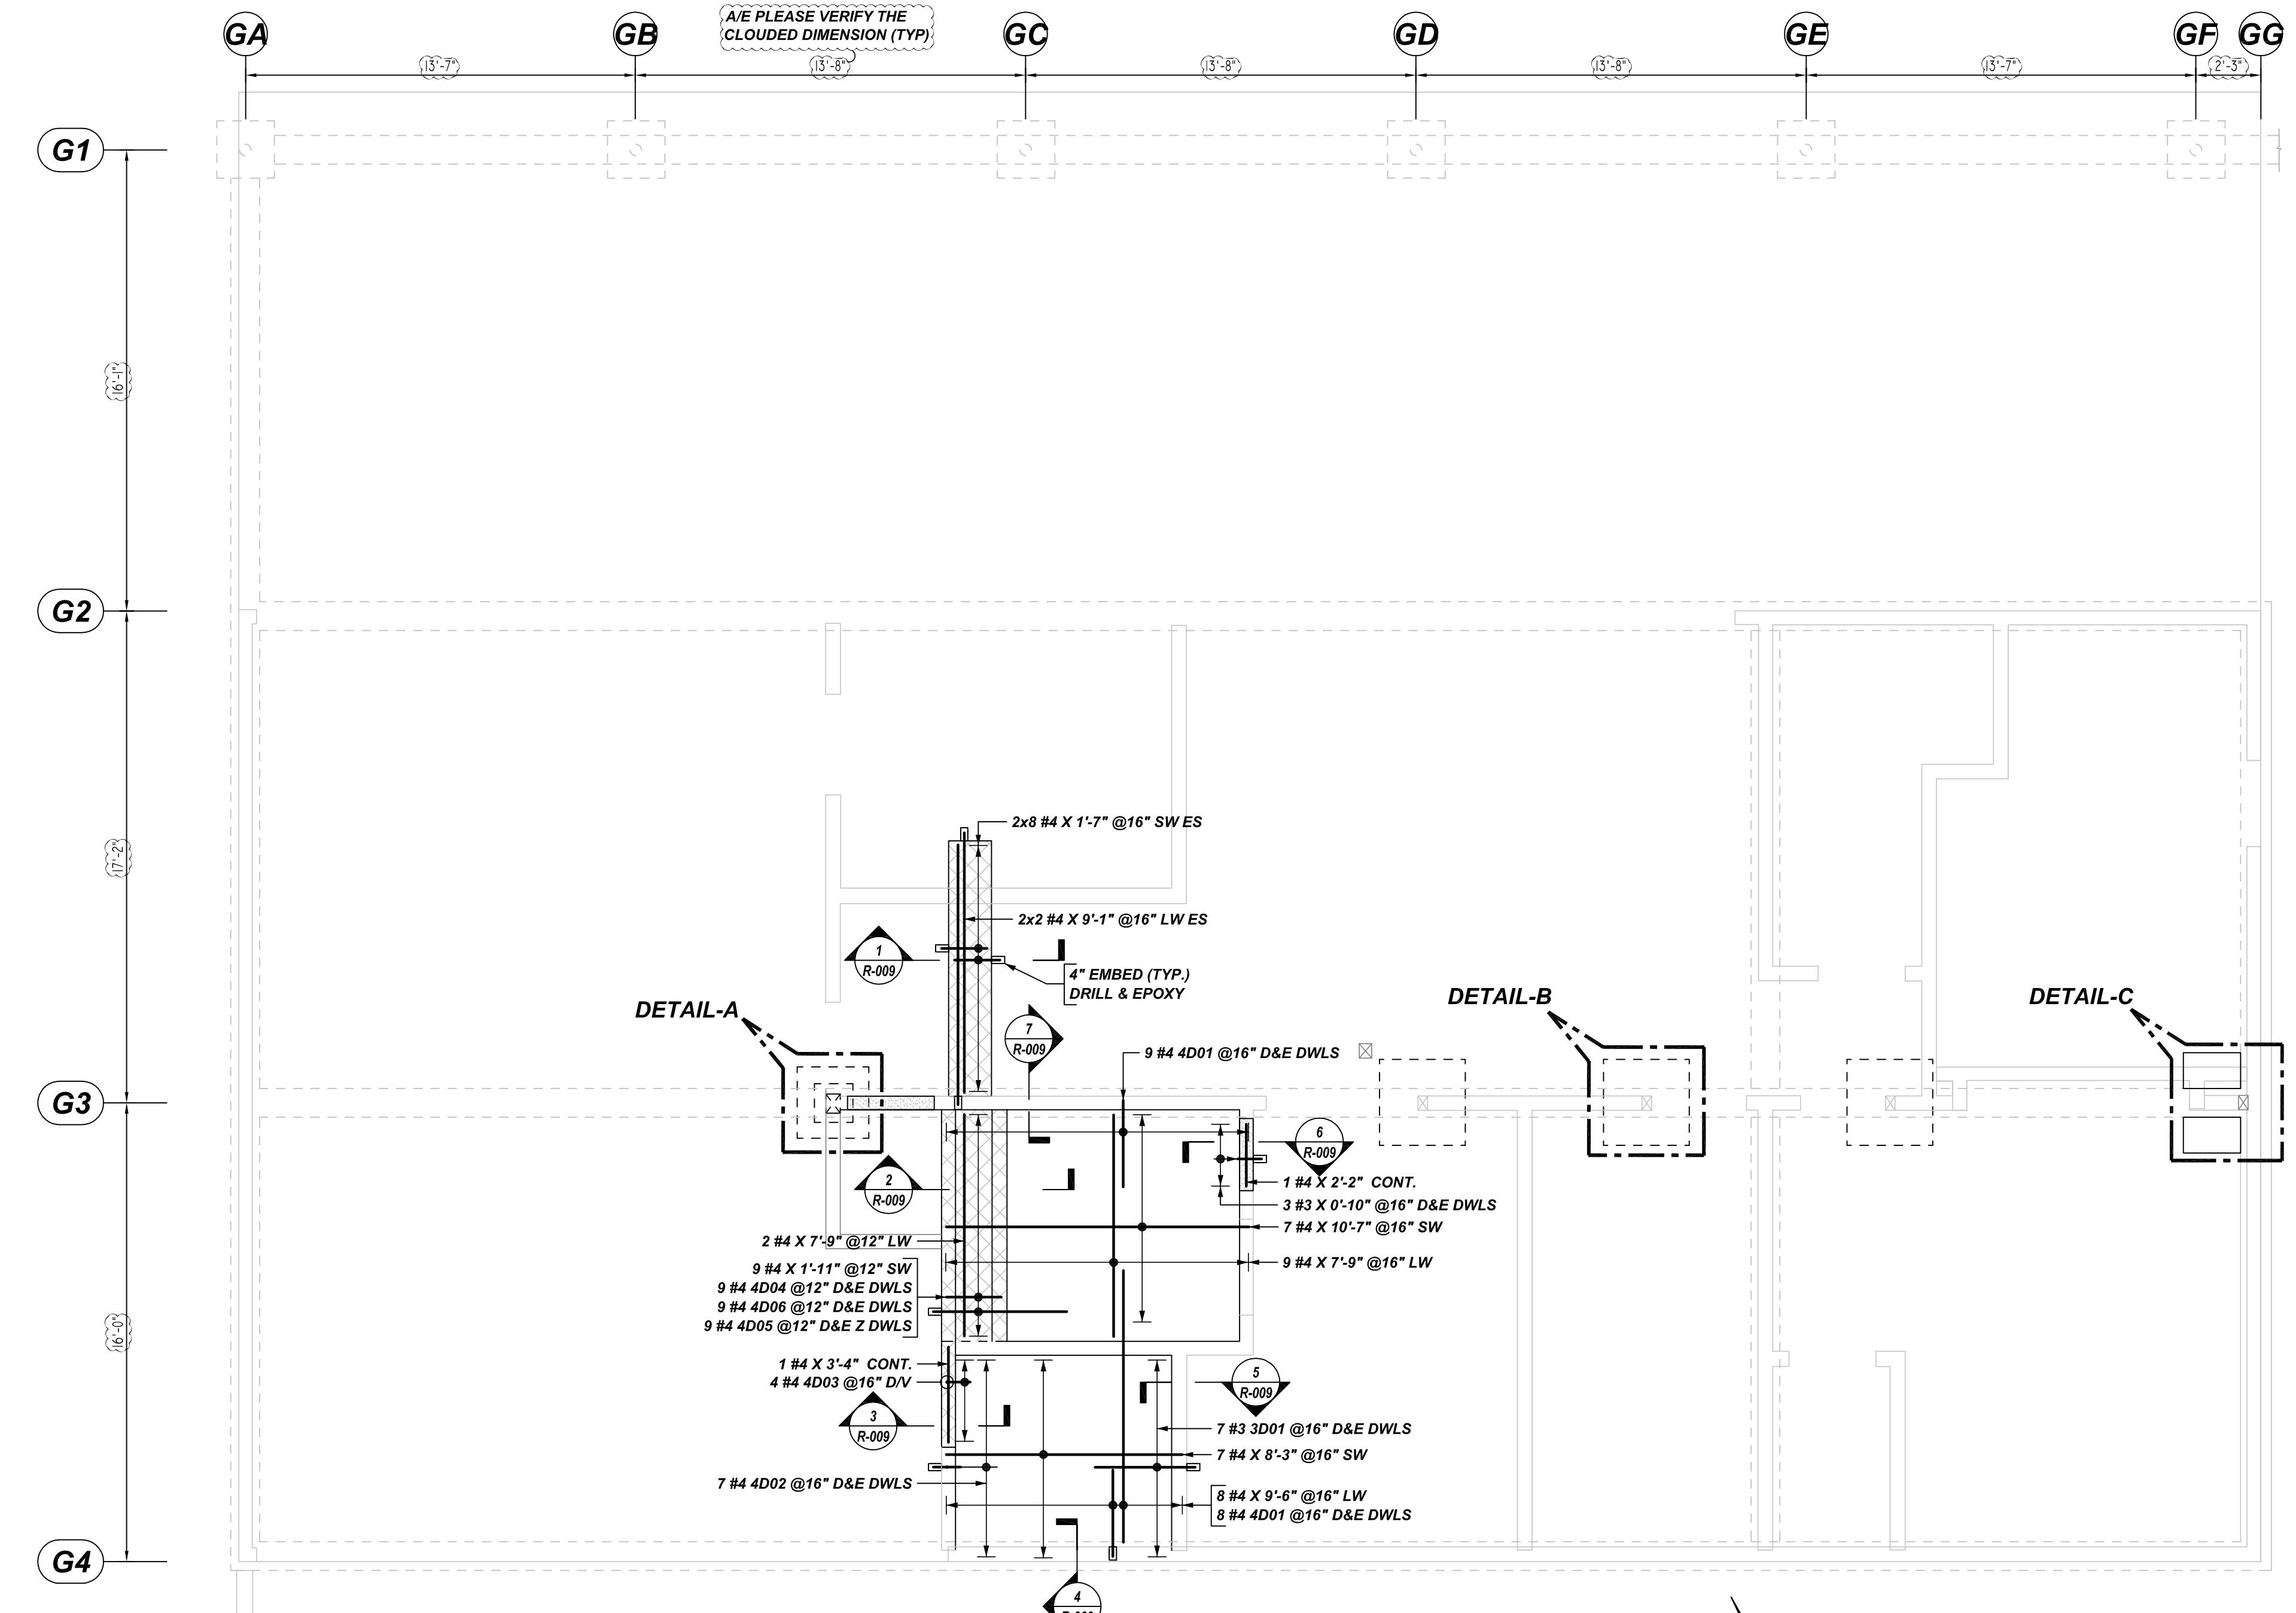 A/E PLEASE VERIFY THE
CLOUDED DIMENSION (TYP)
GA
GB
GC
GD
GE
GF
GG
13'-7"
13'-8"
13'-8"
13'-8"
13'-7"
2'-3"
G1
16'-1"
G2
17'-2"
2x8 #4 X 1'-7" @16" SW ES
2x2 #4 X 9'-1" @16" LW ES
1
R-009
4" EMBED (TYP.)
DRILL & EPOXY
DETAIL-A
DETAIL-B
DETAIL-C
7
R-009
9 #4 4D01 @16" D&E DWLS
G3
6
R-009
2
R-009
1 #4 X 2'-2" CONT.
3 #3 X 0'-10" @16" D&E DWLS
7 #4 X 10'-7" @16" SW
2 #4 X 7'-9" @12" LW
9 #4 X 7'-9" @16" LW
9 #4 X 1'-11" @12" SW
9 #4 4D04 @12" D&E DWLS
9 #4 4D06 @12" D&E DWLS
9 #4 4D05 @12" D&E Z DWLS
16'-0"
1 #4 X 3'-4" CONT.
4 #4 4D03 @16" D/V
5
R-009
3
R-009
7 #3 3D01 @16" D&E DWLS
7 #4 X 8'-3" @16" SW
7 #4 4D02 @16" D&E DWLS
8 #4 X 9'-6" @16" LW
8 #4 4D01 @16" D&E DWLS
G4
4